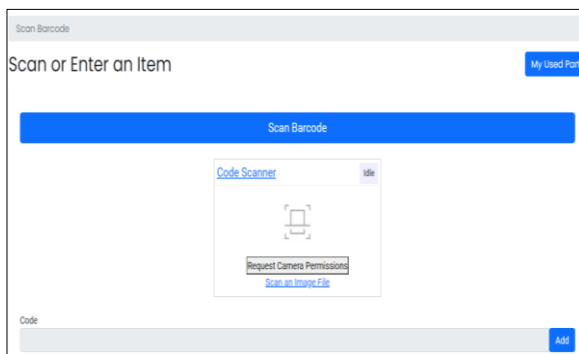 Scan Barcode
Scan or Enter an Item
My Used Part
Scan Barcode
Code Scanner
Idle
Request Camera Permissions
Scan an Image File
Code
Add